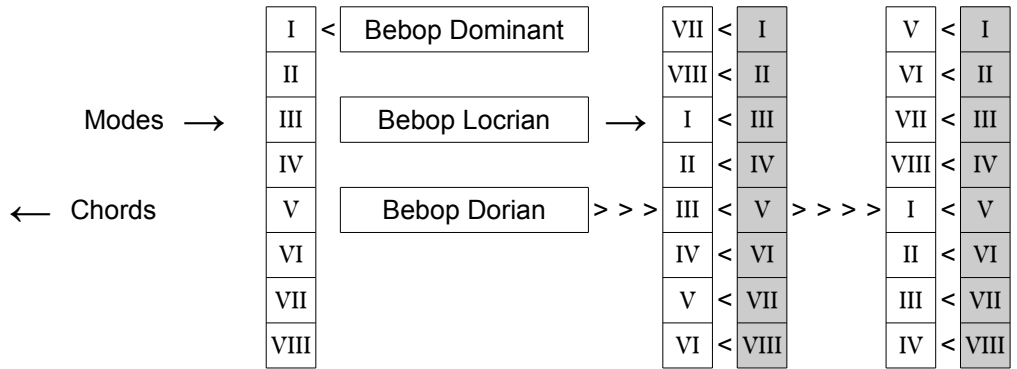 I < Bebop Dominant VII < I V < I
II VIII < II VI < II
Modes → III Bebop Locrian → I < III VII < III
IV II < IV VIII < IV
← Chords V Bebop Dorian > > > III < V > > > > I < V
VI IV < VI II < VI
VII V < VII III < VII
VIII VI < VIII IV < VIII